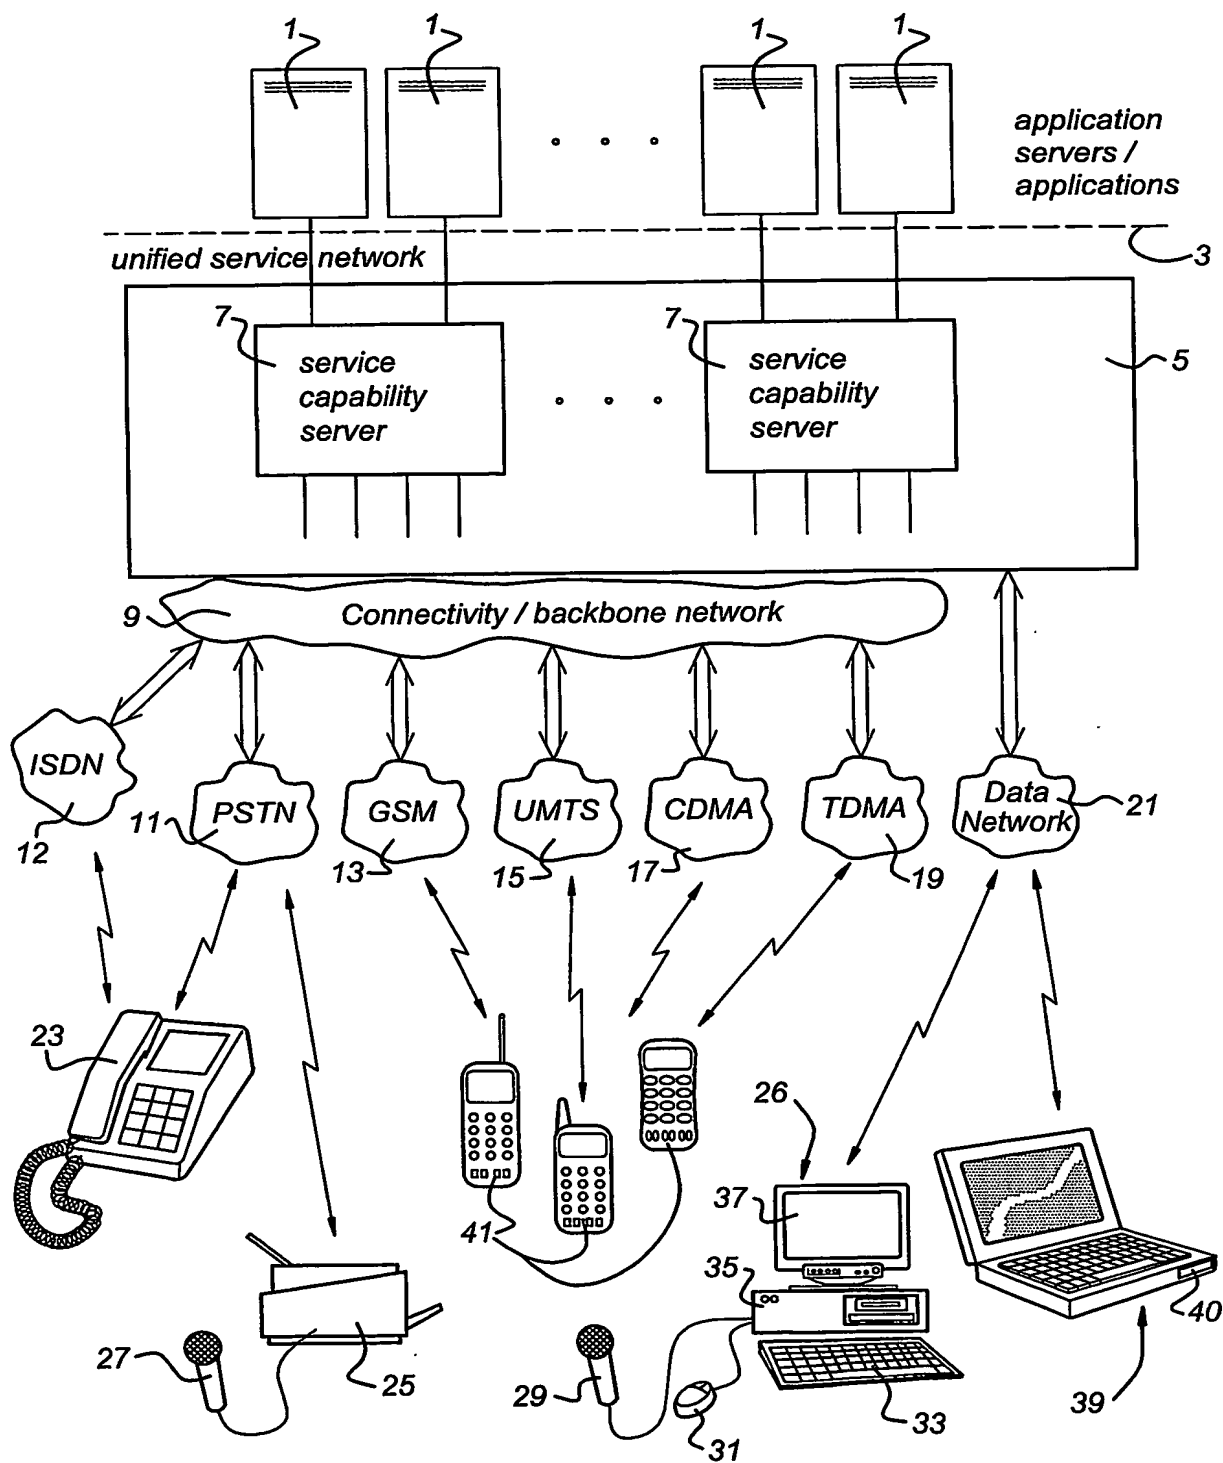 1
1
1
1
application
servers /
applications
3
unified service network
7
service
capability
server
7
service
capability
server
5
9
Connectivity / backbone network
ISDN
12
PSTN
11
GSM
13
UMTS
15
CDMA
17
TDMA
19
Data
Network
21
23
41
26
37
35
40
27
25
29
31
33
39